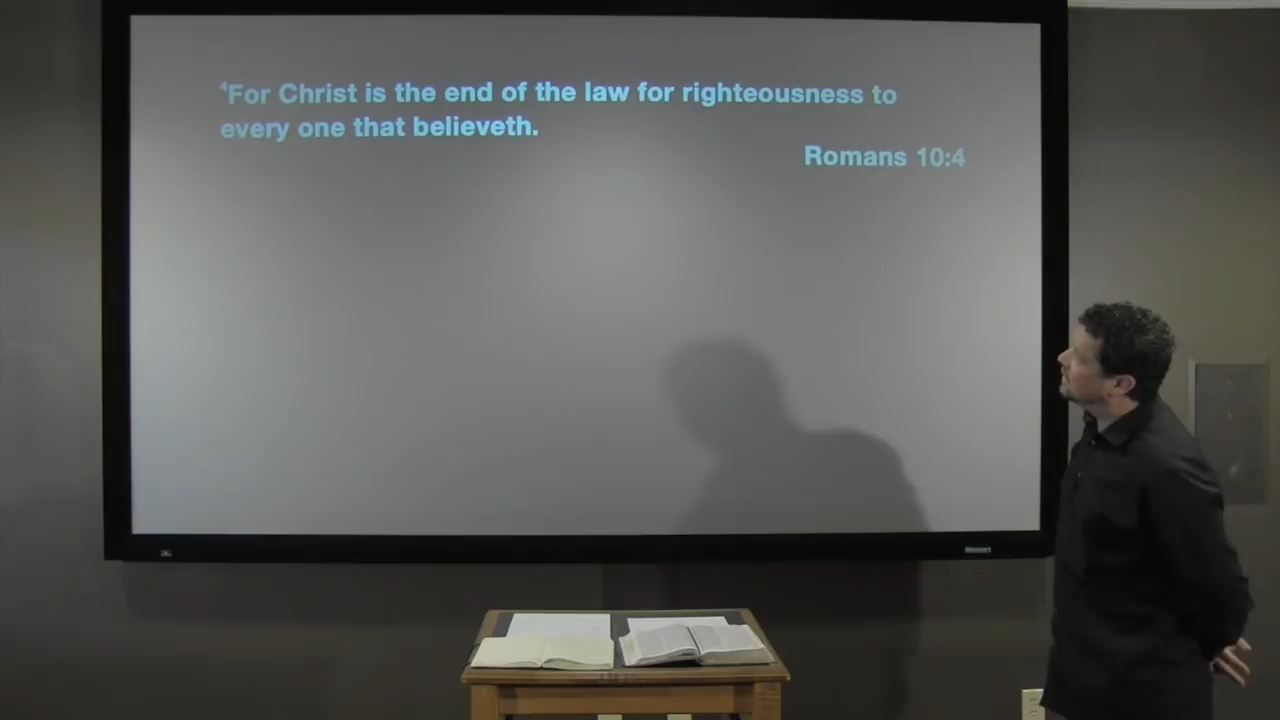 ⁴For Christ is the end of the law for righteousness to
every one that believeth.
Romans 10:4